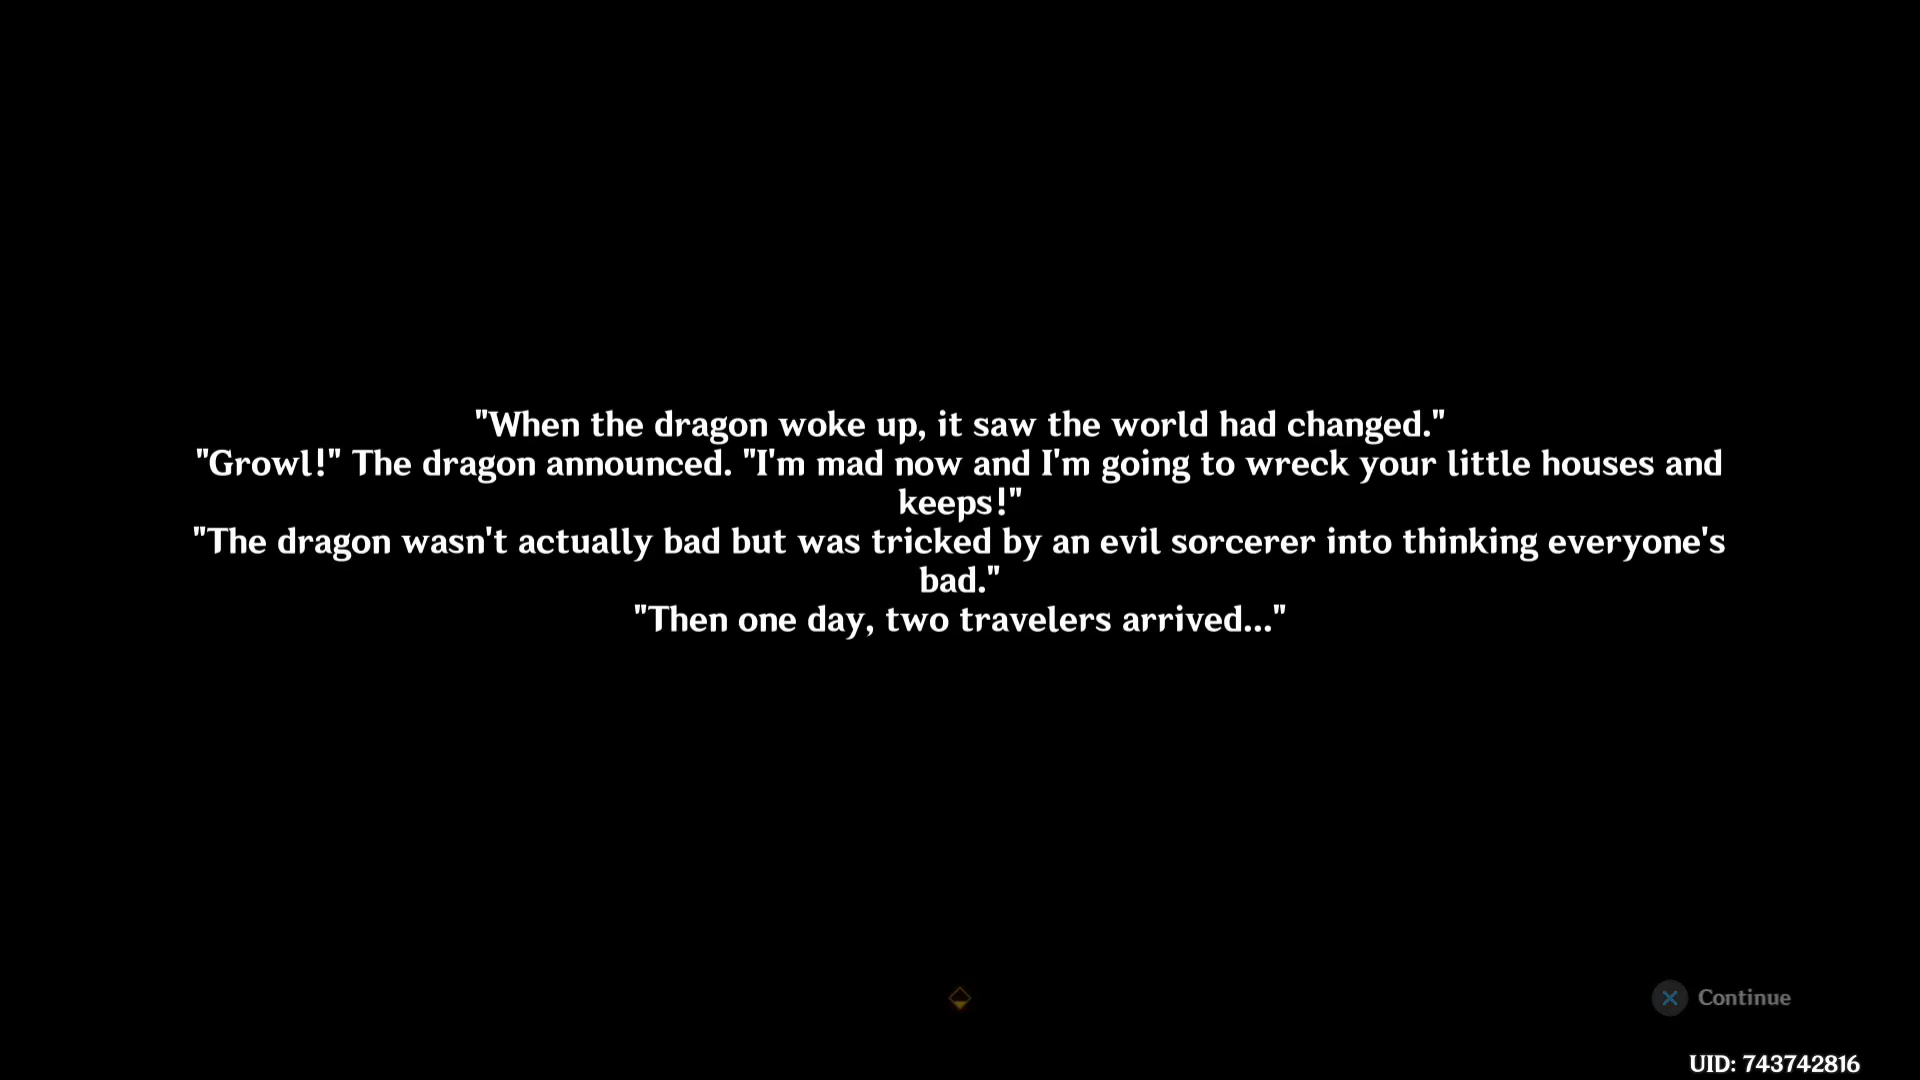 "When the dragon woke up, it saw the world had changed."
"Growl!" The dragon announced. "I'm mad now and I'm going to wreck your little houses and
keeps!"
"The dragon wasn't actually bad but was tricked by an evil sorcerer into thinking everyone's
bad."
"Then one day, two travelers arrived..."
Continue
UID: 743742816